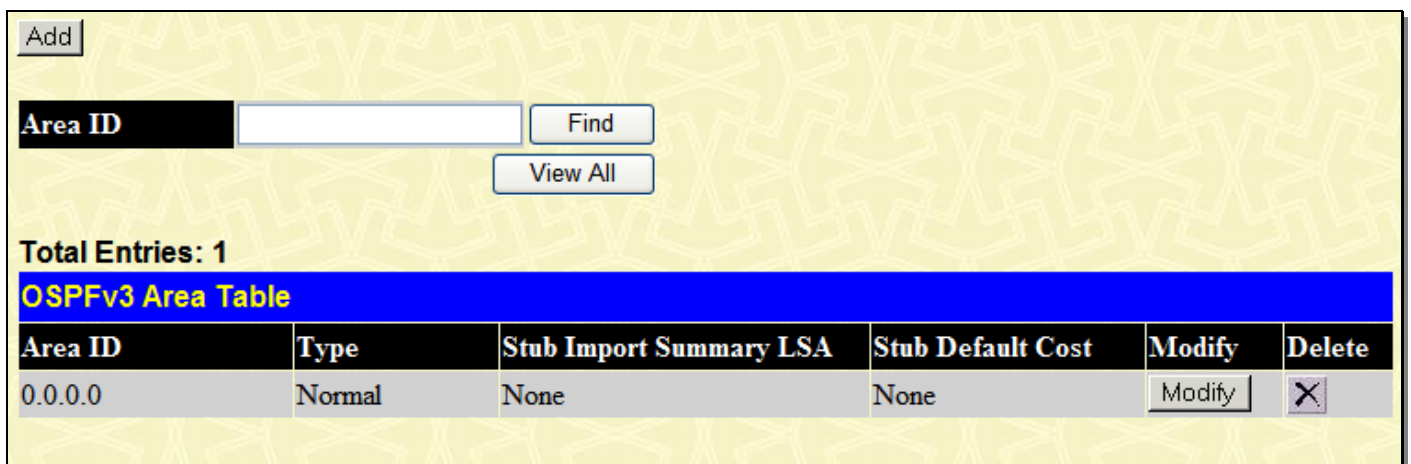 Add
Area ID Find
View All
Total Entries: 1
OSPFv3 Area Table
Area ID Type Stub Import Summary LSA Stub Default Cost Modify Delete
0.0.0.0 Normal None None Modify